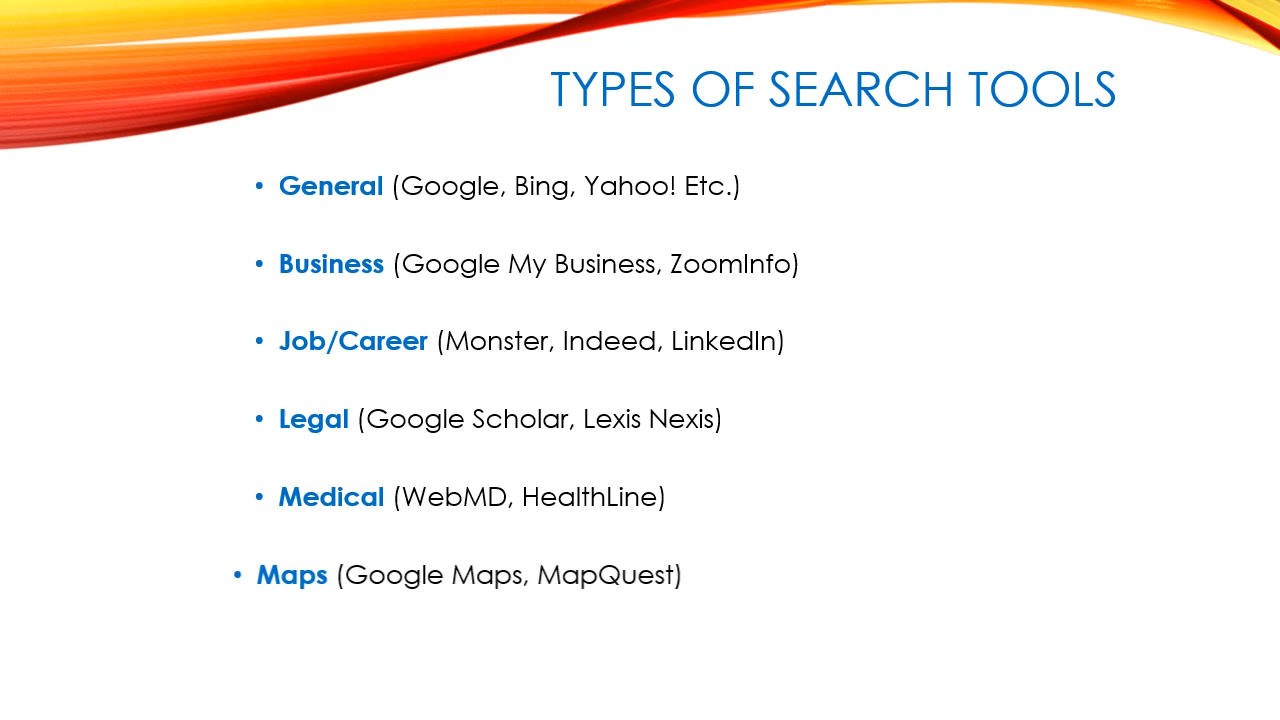 TYPES OF SEARCH TOOLS
• General (Google, Bing, Yahoo! Etc.)
• Business (Google My Business, ZoomInfo)
• Job/Career (Monster, Indeed, LinkedIn)
• Legal (Google Scholar, Lexis Nexis)
• Medical (WebMD, HealthLine)
• Maps (Google Maps, MapQuest)